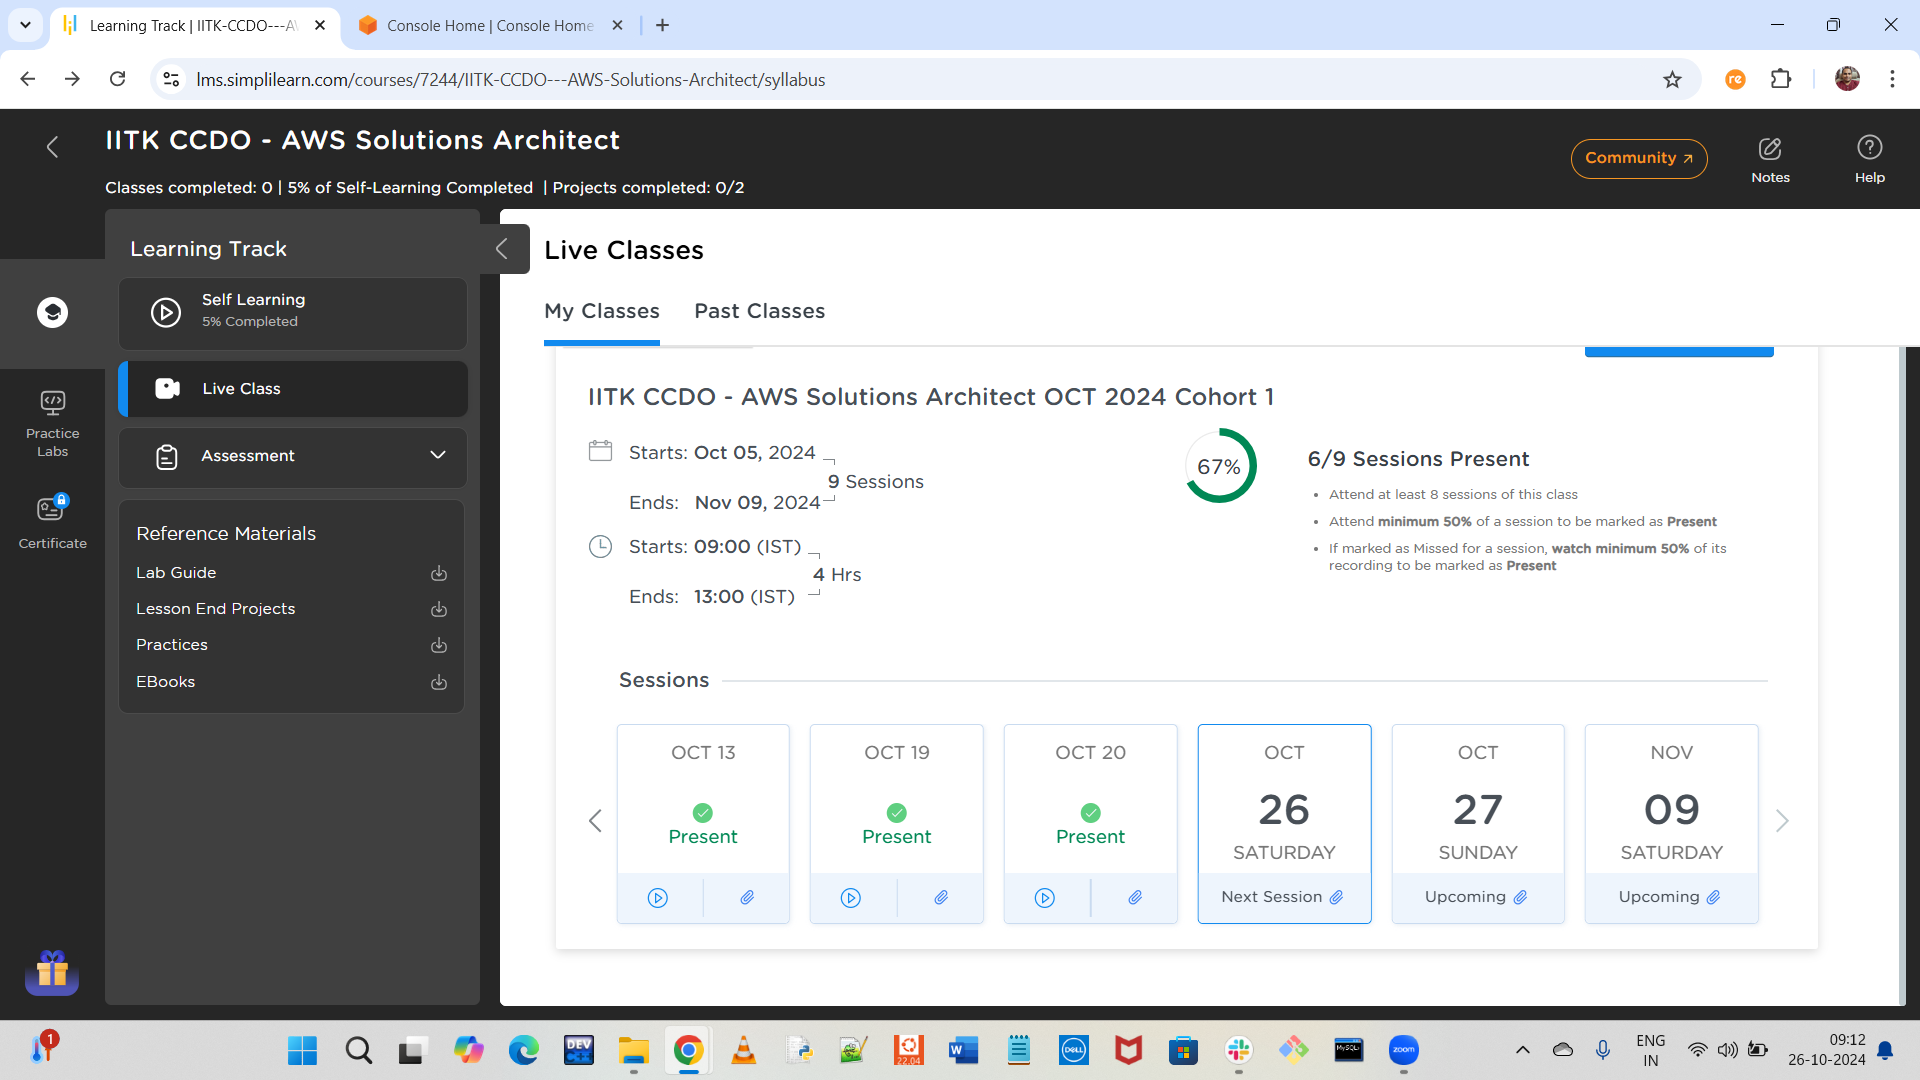 Learning Track | IITK-CCDO---A
Console Home | Console Home
lms.simplilearn.com/courses/7244/IITK-CCDO---AWS-Solutions-Architect/syllabus
re
IITK CCDO - AWS Solutions Architect
Classes completed: 0 | 5% of Self-Learning Completed | Projects completed: 0/2
Community
Notes
Help
Practice
Labs
Certificate
Learning Track
Self Learning
5% Completed
Live Class
Assessment
Reference Materials
Lab Guide
Lesson End Projects
Practices
EBooks
Live Classes
My Classes
Past Classes
IITK CCDO - AWS Solutions Architect OCT 2024 Cohort 1
Starts: Oct 05, 2024
9 Sessions
Ends: Nov 09, 2024
Starts: 09:00 (IST)
4 Hrs
Ends: 13:00 (IST)
67%
6/9 Sessions Present
Attend at least 8 sessions of this class
Attend minimum 50% of a session to be marked as Present
If marked as Missed for a session, watch minimum 50% of its
recording to be marked as Present
Sessions
OCT 13
Present
OCT 19
Present
OCT 20
Present
OCT
26
SATURDAY
Next Session
OCT
27
SUNDAY
Upcoming
NOV
09
SATURDAY
Upcoming
1
DEV
C++
22.04
W
DELL
MySQL
zoom
ENG
IN
09:12
26-10-2024